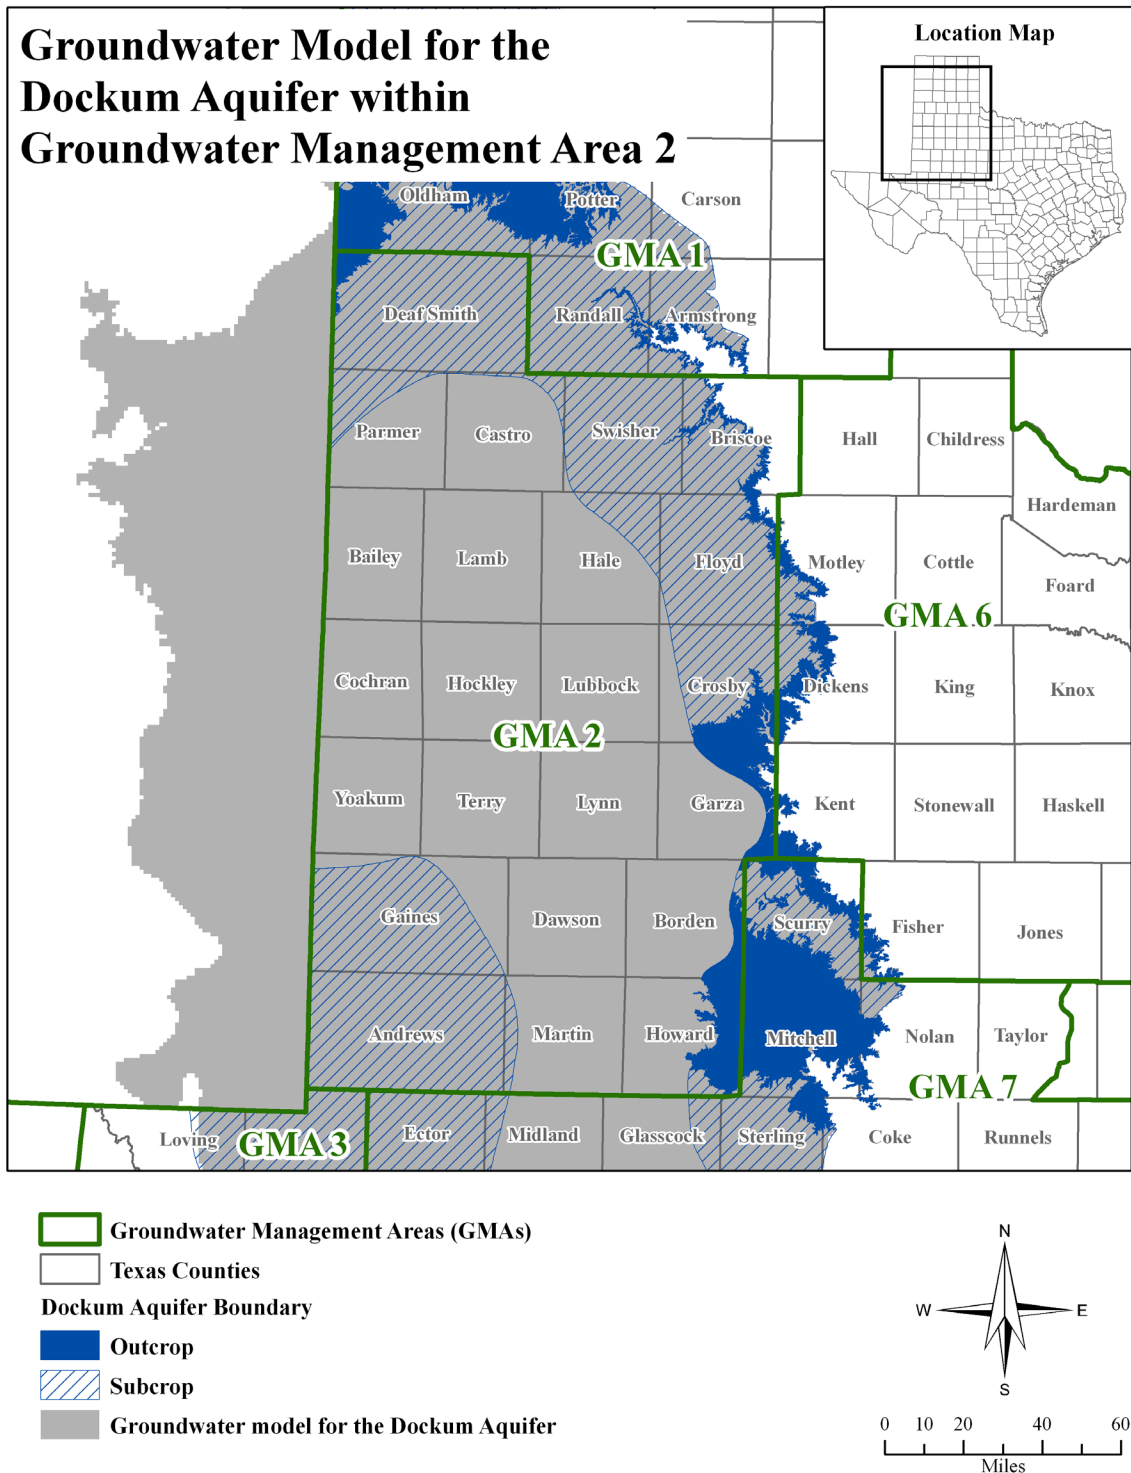 Groundwater Model for the
Dockum Aquifer within
Groundwater Management Area 2
Location Map
Oldham
Potter
Carson
GMA 1
Deaf Smith
Randall
Armstrong
Parmer
Castro
Swisher
Briscoe
Hall
Childress
Hardeman
Bailey
Lamb
Hale
Floyd
Motley
Cottle
Foard
GMA 6
Cochran
Hockley
Lubbock
Crosby
Dickens
King
Knox
GMA 2
Yoakum
Terry
Lynn
Garza
Kent
Stonewall
Haskell
Gaines
Dawson
Borden
Scurry
Fisher
Jones
Andrews
Martin
Howard
Mitchell
Nolan
Taylor
GMA 7
Loving
GMA 3
Ector
Midland
Glasscock
Sterling
Coke
Runnels
Groundwater Management Areas (GMAs)
Texas Counties
Dockum Aquifer Boundary
Outcrop
Subcrop
Groundwater model for the Dockum Aquifer
N
W
E
S
0 10 20 40 60
Miles